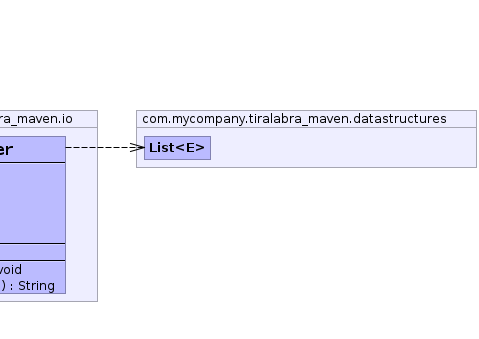 ra_maven.io
com.mycompany.tiralabra_maven.datastructures
er
List<E>
void
) : String